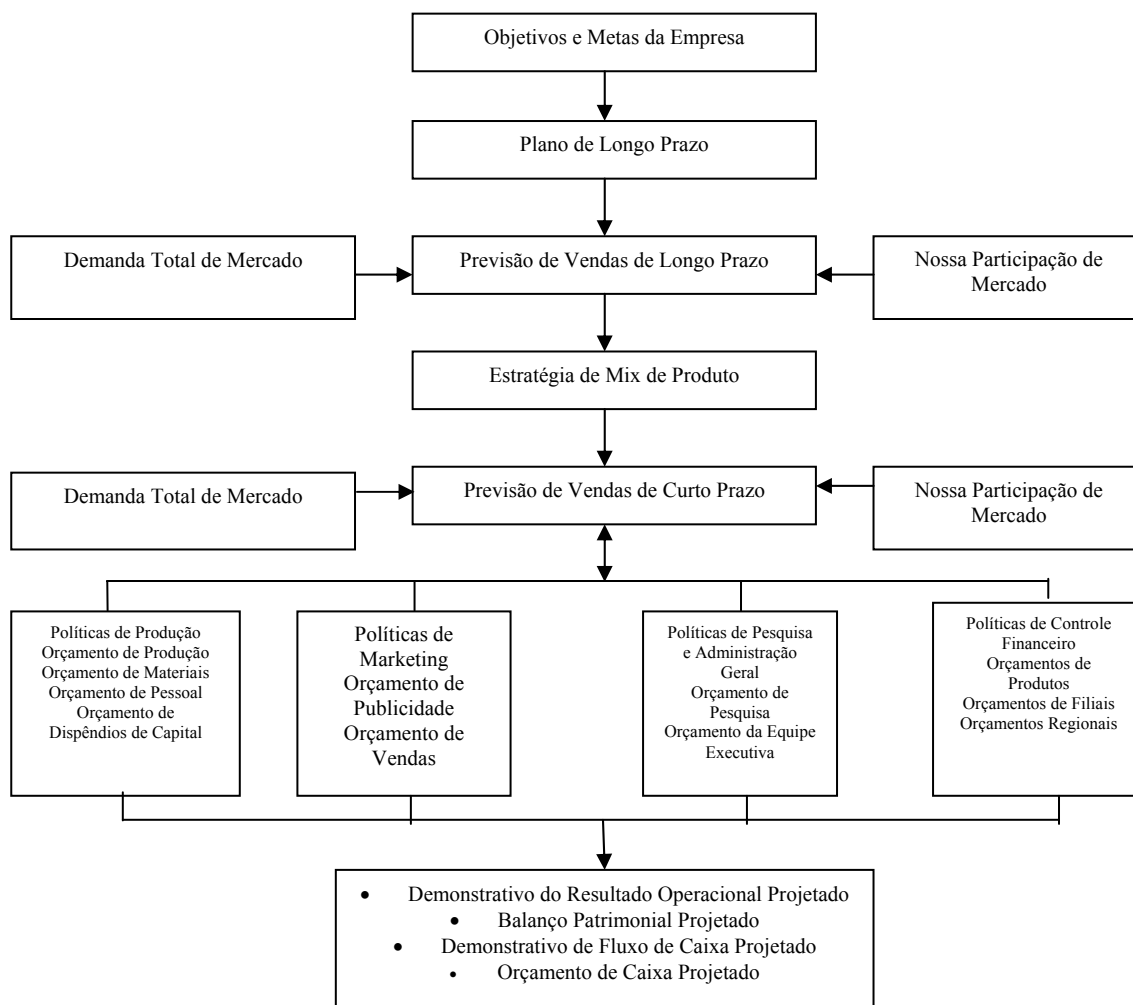 Objetivos e Metas da Empresa
Plano de Longo Prazo
Demanda Total de Mercado
Previsão de Vendas de Longo Prazo
Nossa Participação de
Mercado
Estratégia de Mix de Produto
Demanda Total de Mercado
Previsão de Vendas de Curto Prazo
Nossa Participação de
Mercado
Políticas de Produção
Orçamento de Produção
Orçamento de Materiais
Orçamento de Pessoal
Orçamento de
Dispêndios de Capital
Políticas de
Marketing
Orçamento de
Publicidade
Orçamento de
Vendas
Políticas de Pesquisa
e Administração
Geral
Orçamento de
Pesquisa
Orçamento da Equipe
Executiva
Políticas de Controle
Financeiro
Orçamentos de
Produtos
Orçamentos de Filiais
Orçamentos Regionais
• Demonstrativo do Resultado Operacional Projetado
• Balanço Patrimonial Projetado
• Demonstrativo de Fluxo de Caixa Projetado
• Orçamento de Caixa Projetado